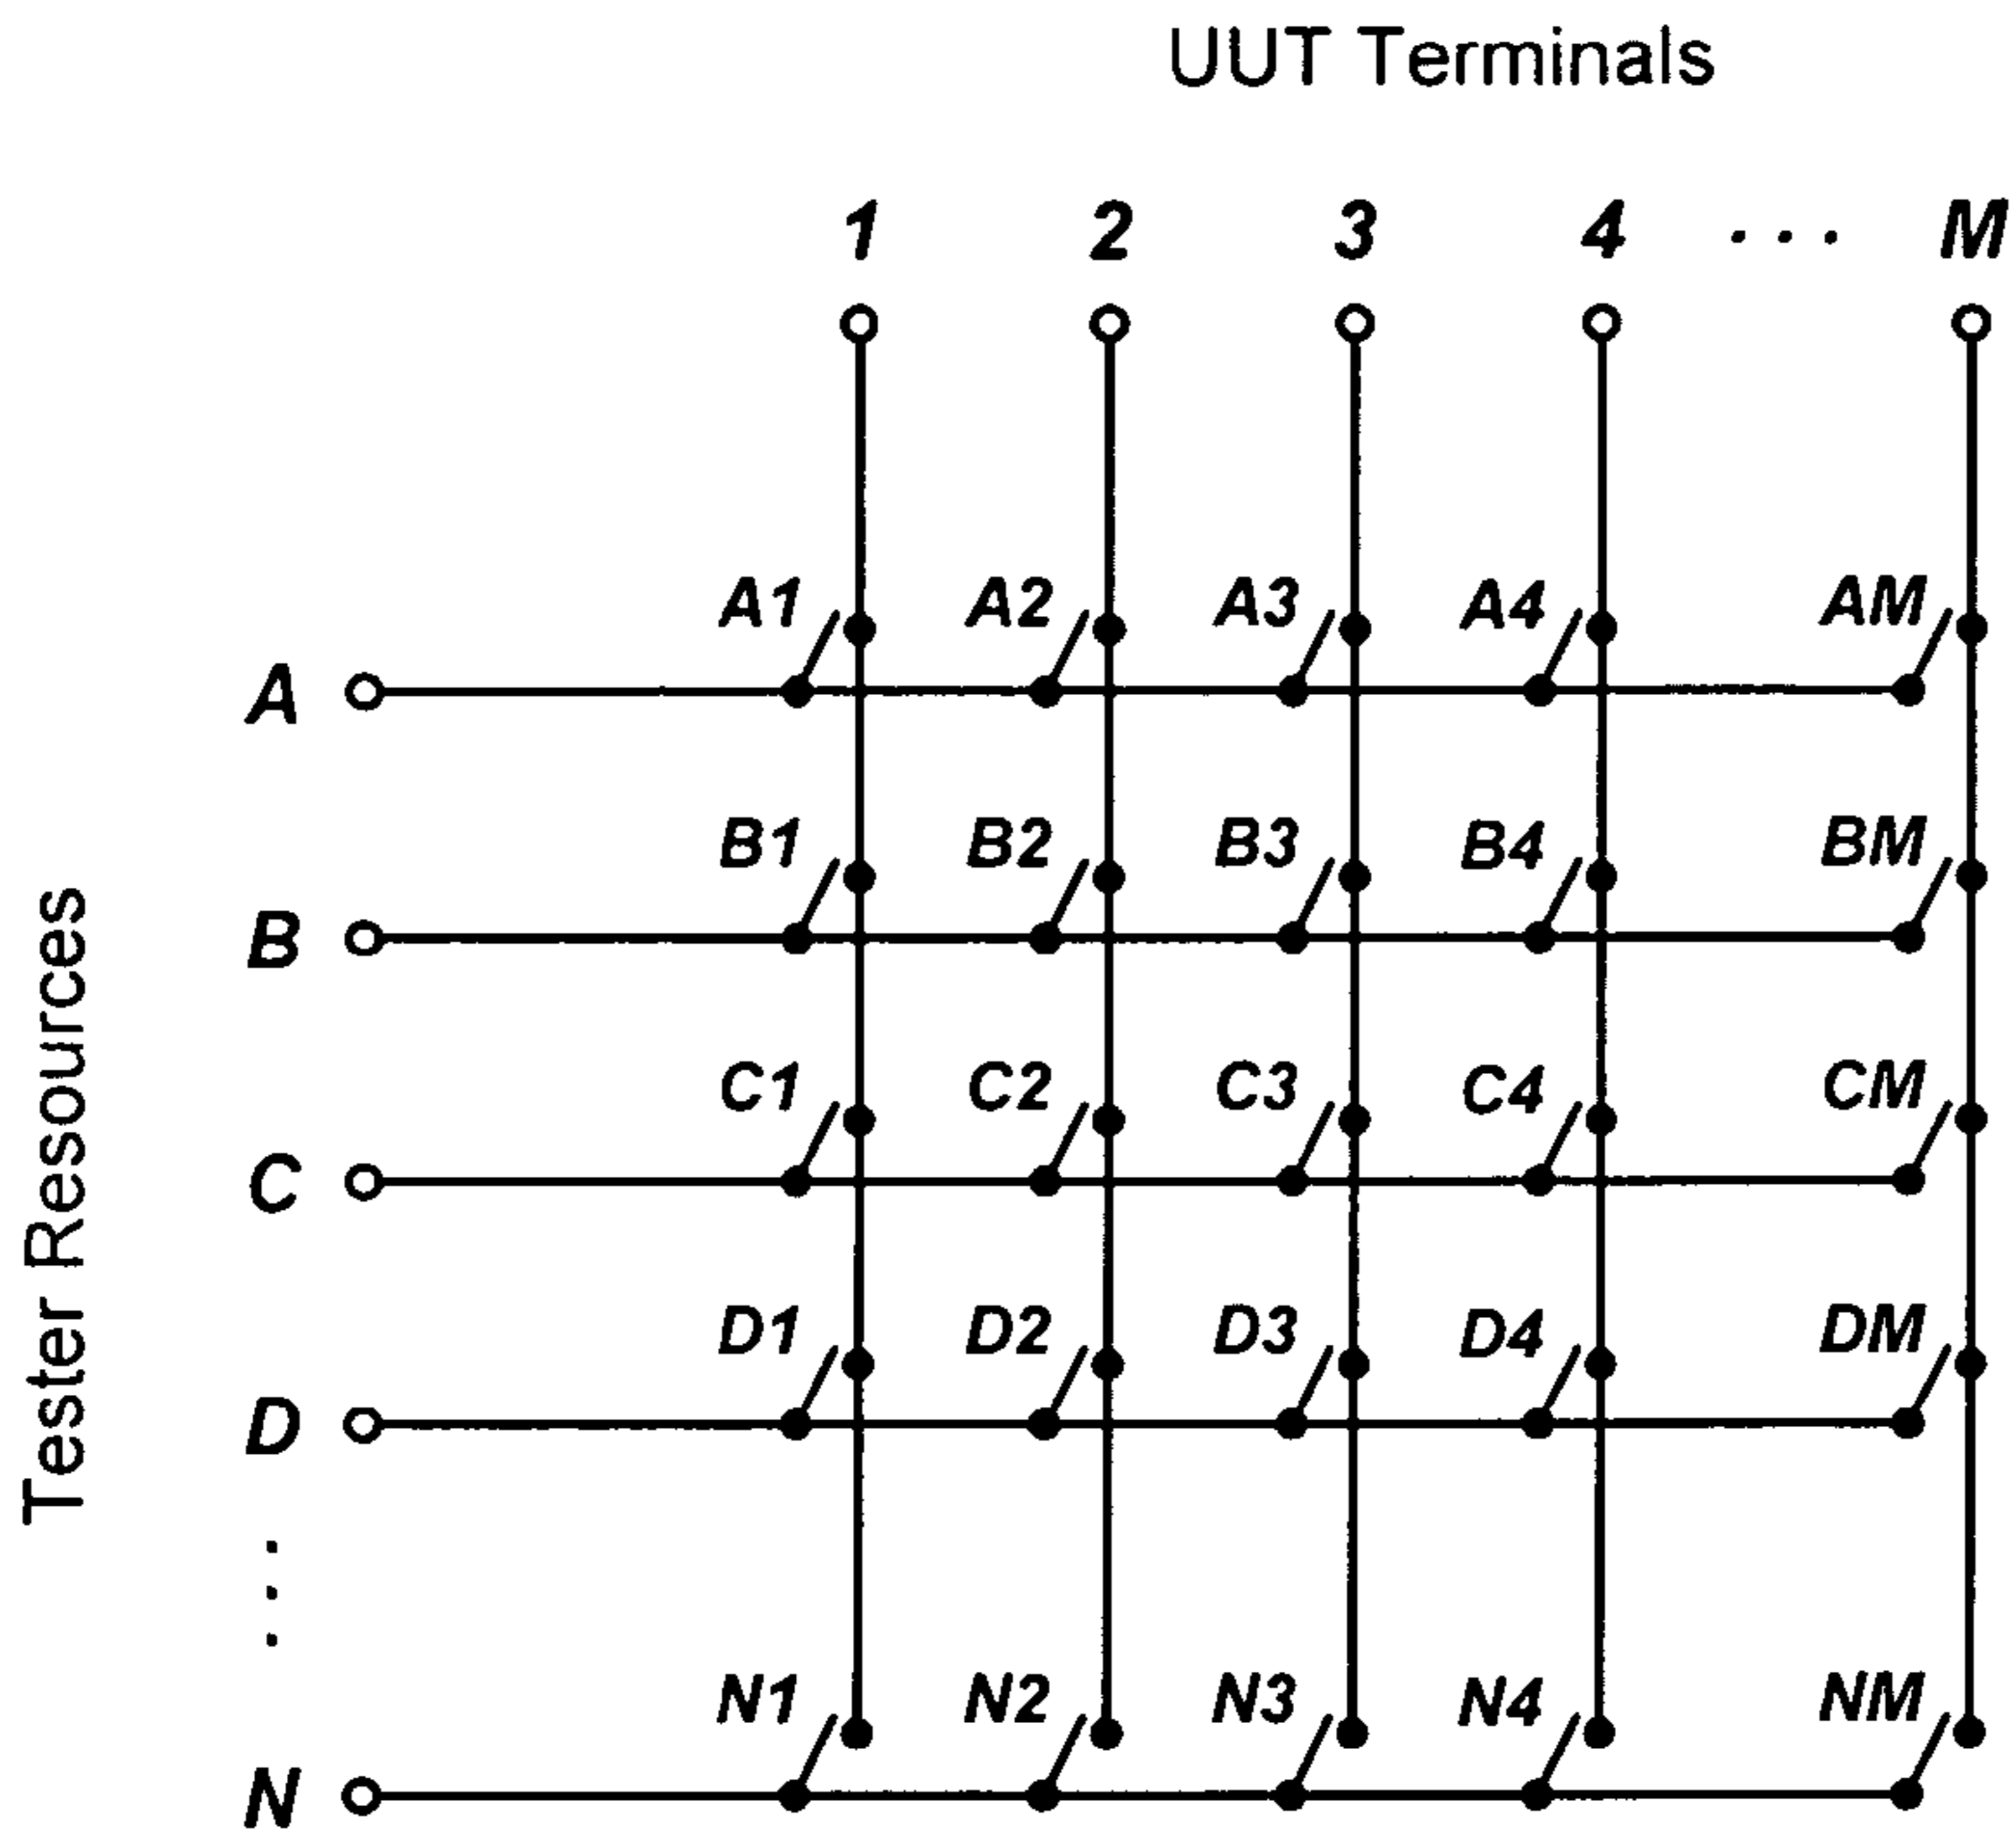 UUT Terminals
1 2 3 4 . . . M
A1 A2 A3 A4 AM
A
B1 B2 B3 B4 BM
B
C1 C2 C3 C4 CM
C
D1 D2 D3 D4 DM
D
. . .
N1 N2 N3 N4 NM
N
Tester Resources